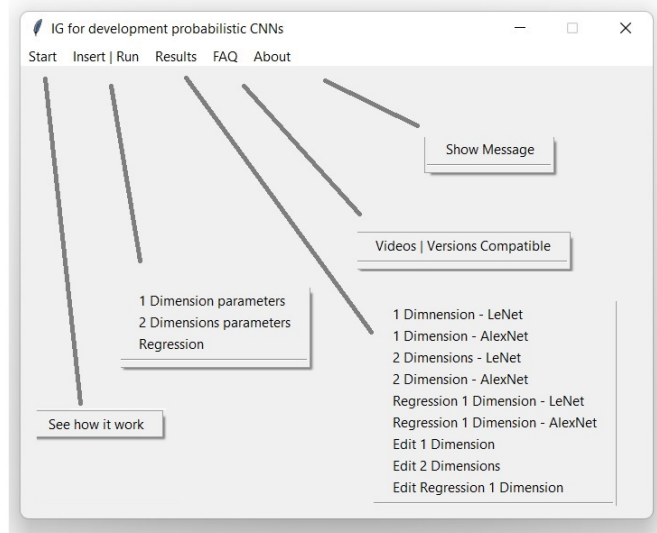 IG for development probabilistic CNNs
Start Insert | Run Results FAQ About
Show Message
Videos | Versions Compatible
1 Dimension parameters
2 Dimensions parameters
Regression
1 Dimnension - LeNet
1 Dimension - AlexNet
2 Dimensions - LeNet
2 Dimensions - AlexNet
Regression 1 Dimension - LeNet
Regression 1 Dimension - AlexNet
Edit 1 Dimension
Edit 2 Dimensions
Edit Regression 1 Dimension
See how it work